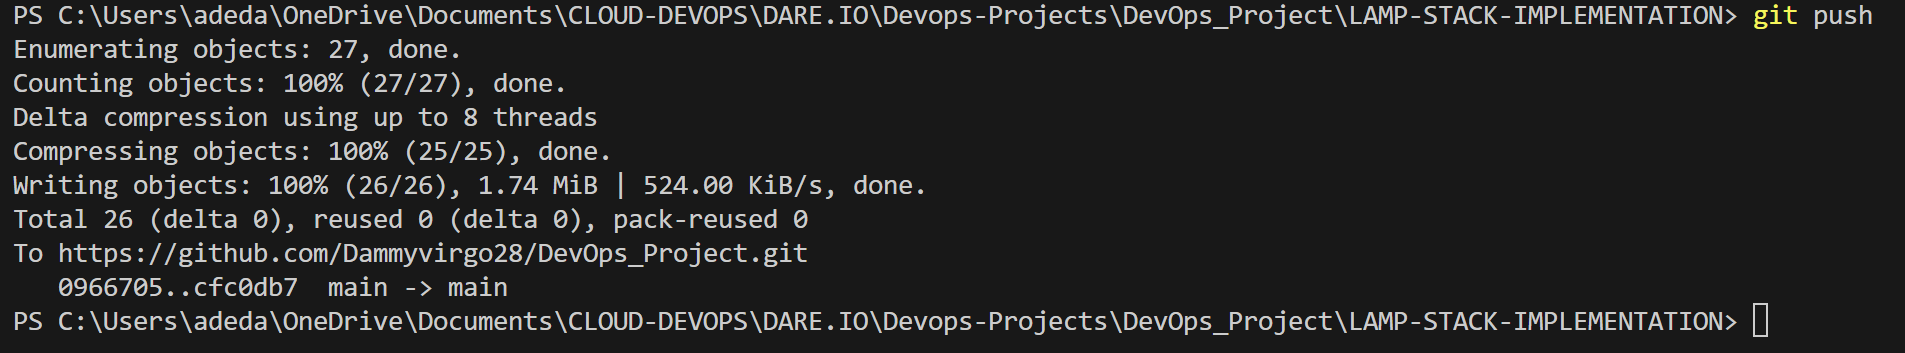 PS C:\Users\adeda\OneDrive\Documents\CLOUD-DEVOPS\DARE.IO\Devops-Projects\DevOps_Project\LAMP-STACK-IMPLEMENTATION> git push
Enumerating objects: 27, done.
Counting objects: 100% (27/27), done.
Delta compression using up to 8 threads
Compressing objects: 100% (25/25), done.
Writing objects: 100% (26/26), 1.74 MiB | 524.00 KiB/s, done.
Total 26 (delta 0), reused 0 (delta 0), pack-reused 0
To https://github.com/Dammyvirgo28/DevOps_Project.git
   0966705..cfc0db7  main -> main
PS C:\Users\adeda\OneDrive\Documents\CLOUD-DEVOPS\DARE.IO\Devops-Projects\DevOps_Project\LAMP-STACK-IMPLEMENTATION>